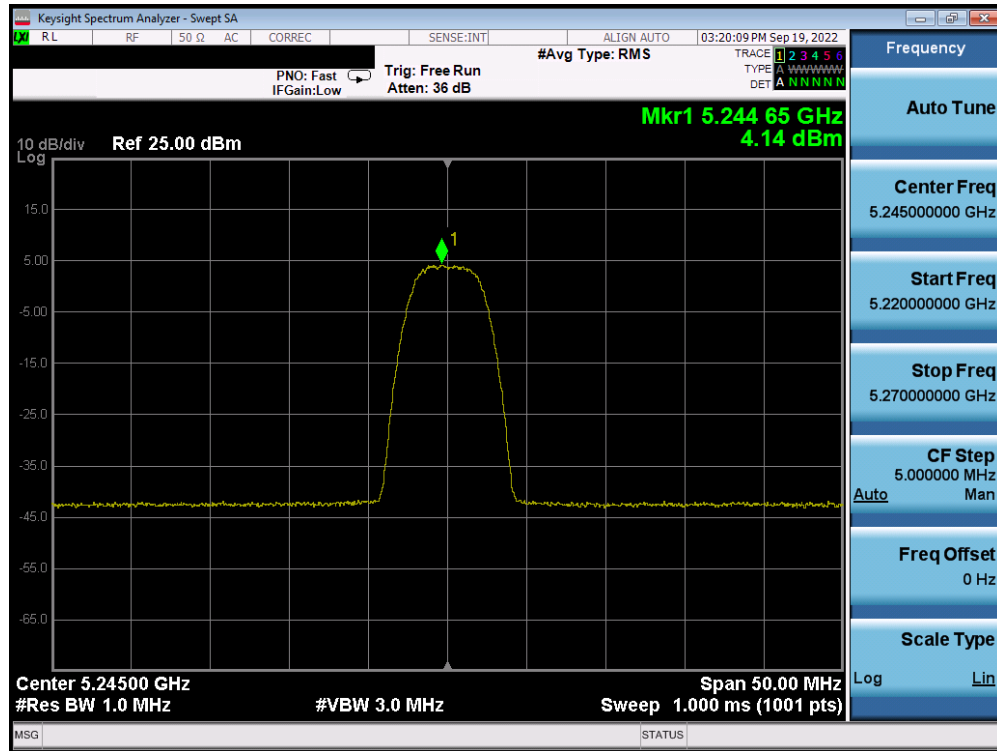 Keysight Spectrum Analyzer - Swept SA
LXI RL RF 50 Ω AC CORREC SENSE:INT ALIGN AUTO 03:20:09 PM Sep 19, 2022
PNO: Fast
IFGain:Low
Trig: Free Run
Atten: 36 dB
#Avg Type: RMS
TRACE 1 2 3 4 5 6
TYPE A WWWWW
DET A N N N N N
Mkr1 5.244 65 GHz
4.14 dBm
10 dB/div
Log
Ref 25.00 dBm
15.0
5.00
-5.00
-15.0
-25.0
-35.0
-45.0
-55.0
-65.0
1
Center 5.24500 GHz
#Res BW 1.0 MHz
#VBW 3.0 MHz
Span 50.00 MHz
Sweep 1.000 ms (1001 pts)
MSG
STATUS
Frequency
Auto Tune
Center Freq
5.245000000 GHz
Start Freq
5.220000000 GHz
Stop Freq
5.270000000 GHz
CF Step
5.000000 MHz
Auto Man
Freq Offset
0 Hz
Scale Type
Log Lin